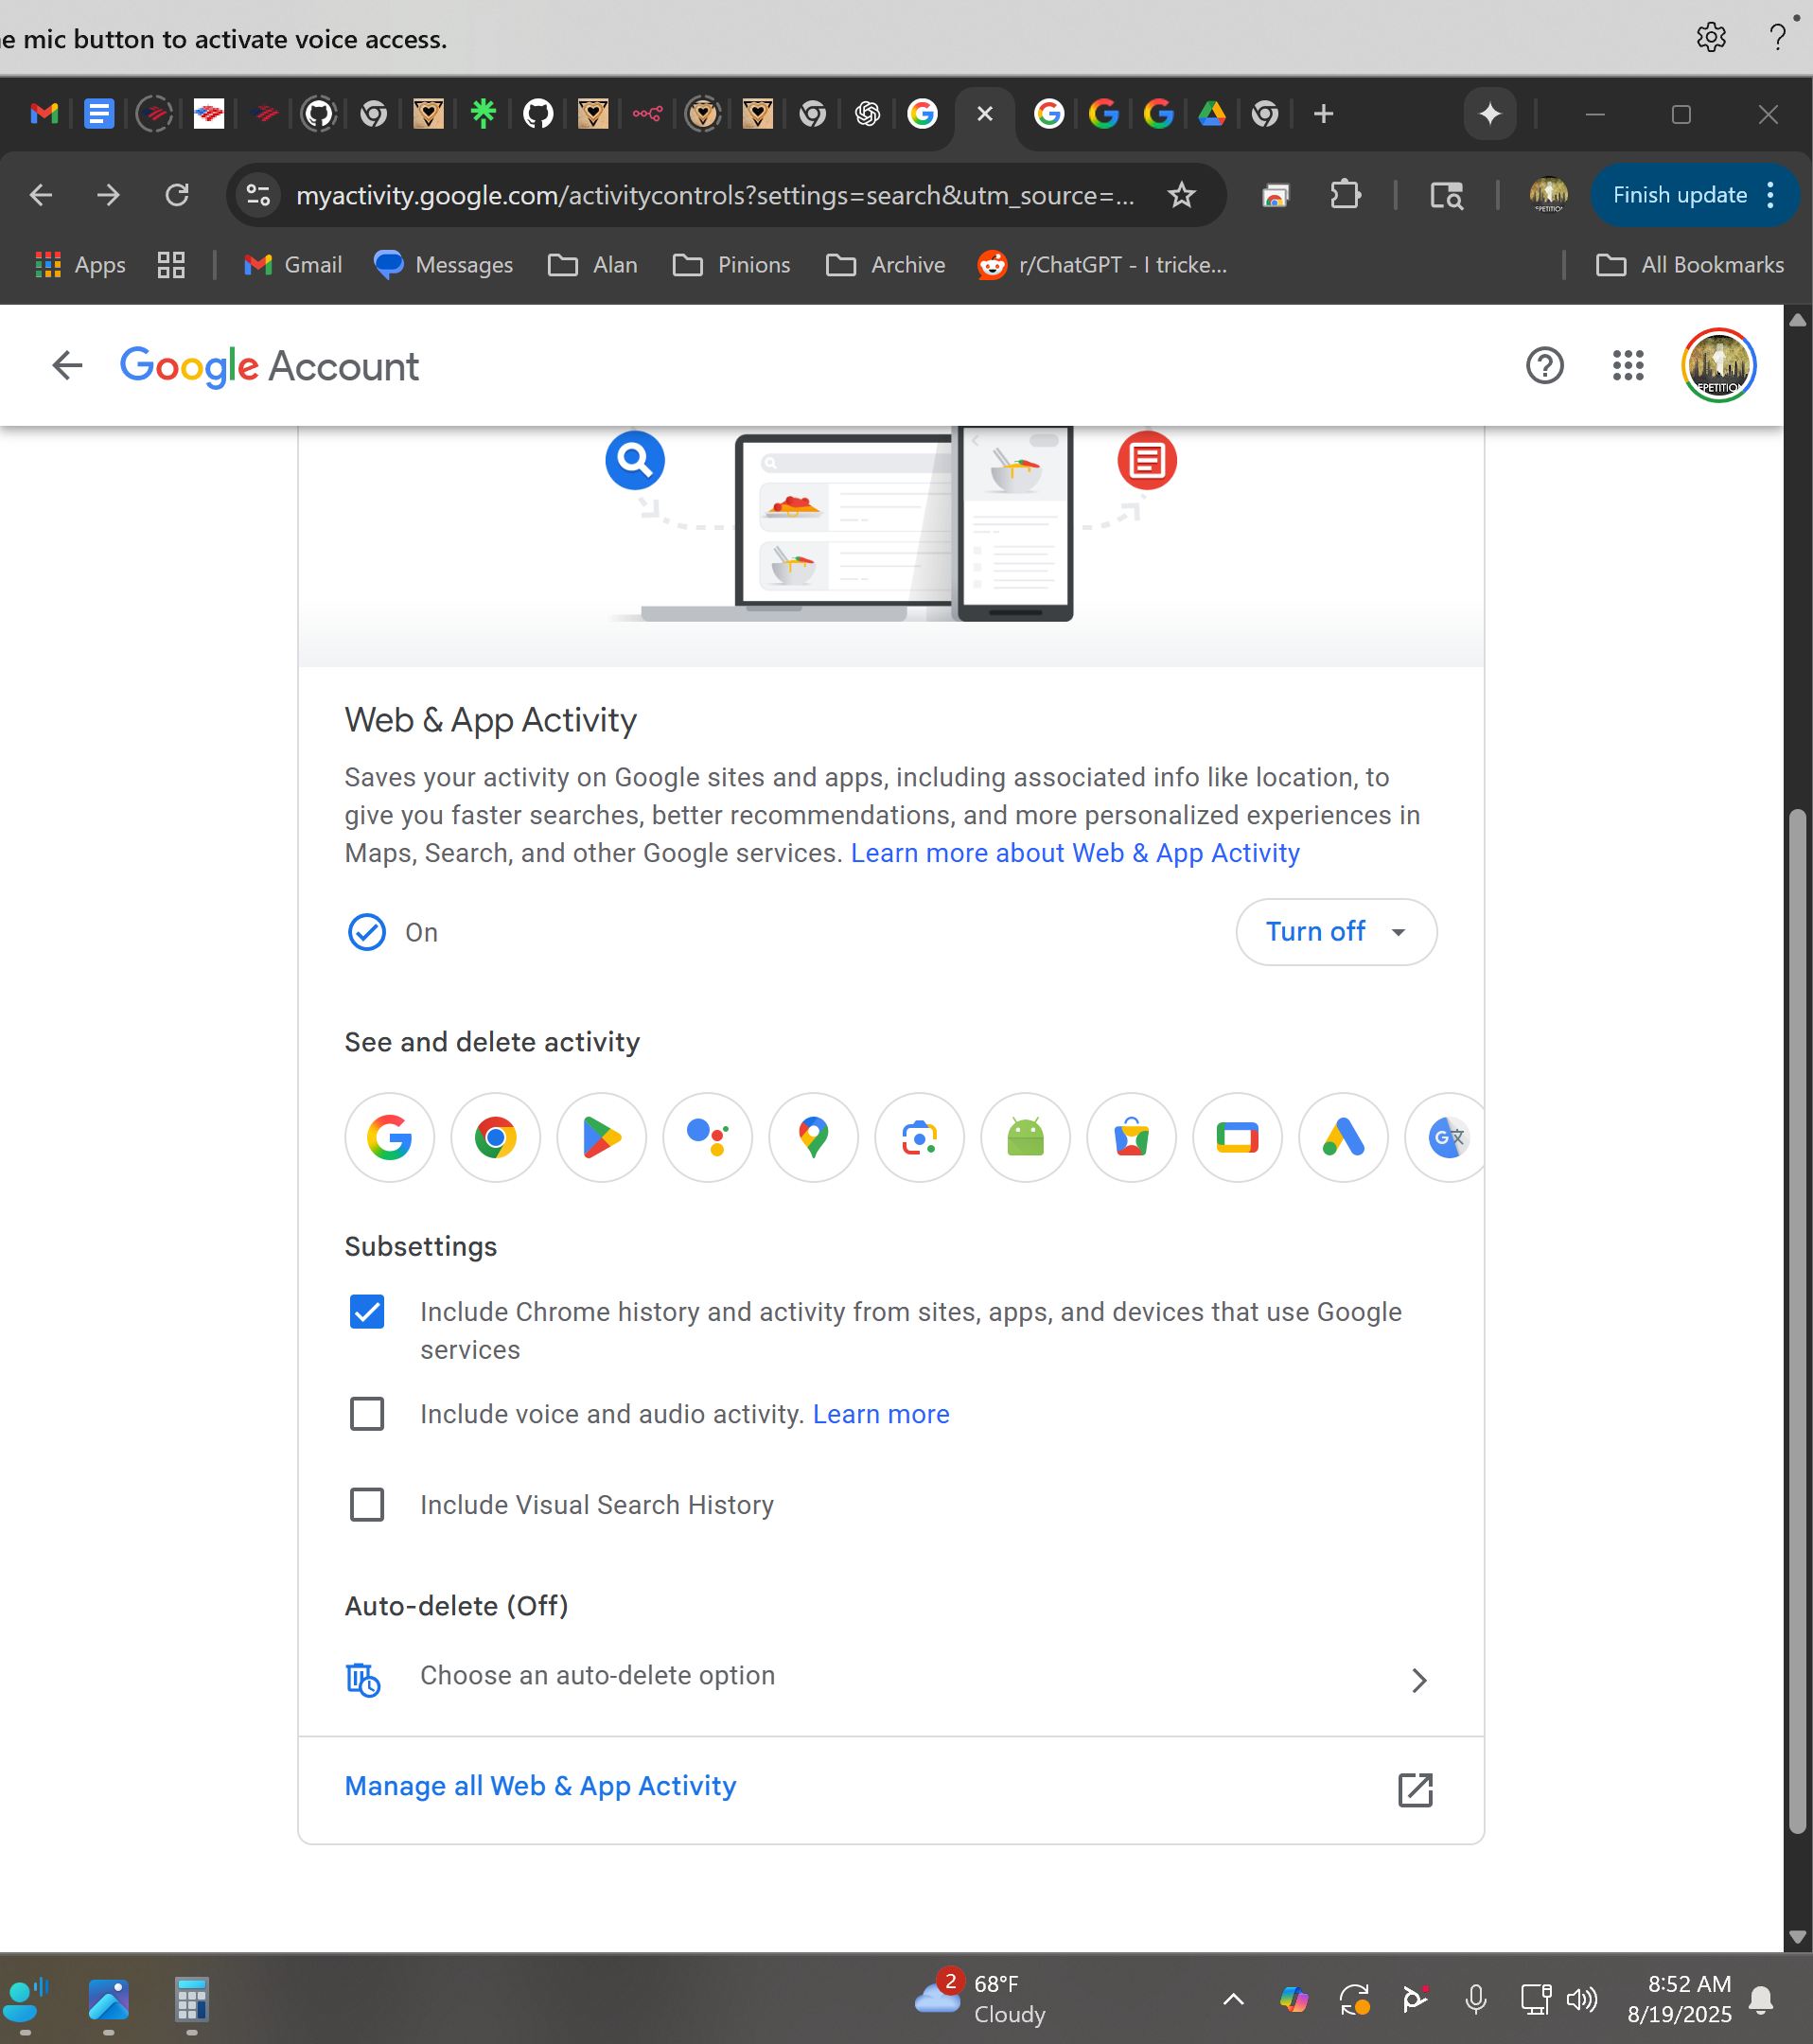 e mic button to activate voice access.
myactivity.google.com/activitycontrols?settings=search&utm_source=...
Finish update
Apps
Gmail
Messages
Alan
Pinions
Archive
r/ChatGPT - I tricke...
All Bookmarks
Google Account
EPETITION
Web & App Activity
Saves your activity on Google sites and apps, including associated info like location, to
give you faster searches, better recommendations, and more personalized experiences in
Maps, Search, and other Google services. Learn more about Web & App Activity
On
Turn off
See and delete activity
Subsettings
Include Chrome history and activity from sites, apps, and devices that use Google
services
Include voice and audio activity. Learn more
Include Visual Search History
Auto-delete (Off)
Choose an auto-delete option
Manage all Web & App Activity
2
68°F
Cloudy
8:52 AM
8/19/2025